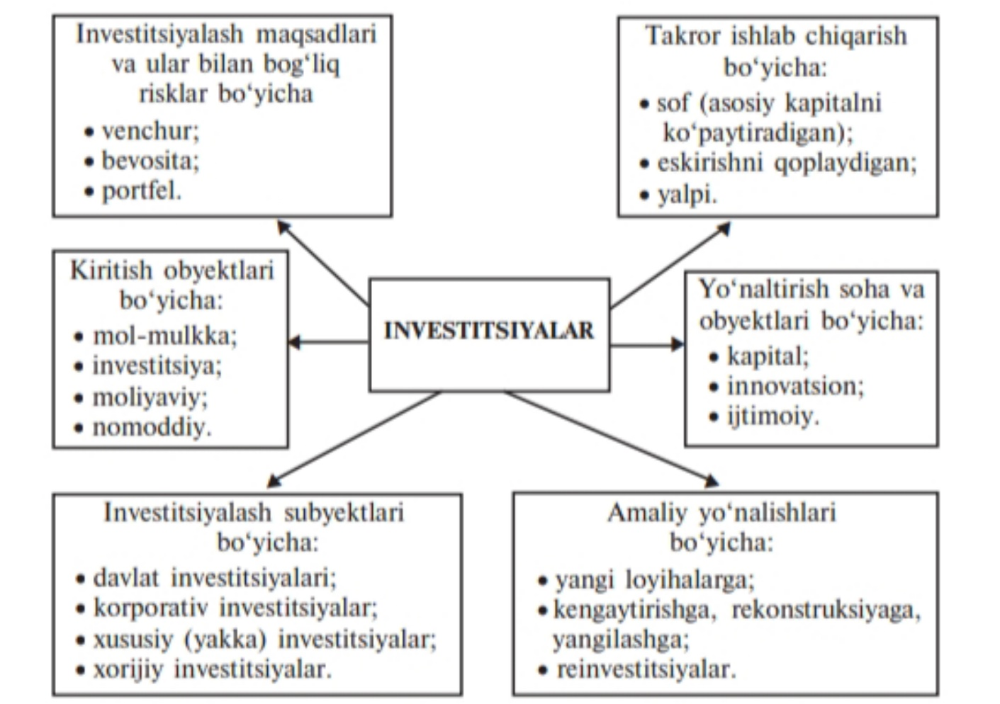 Investitsiyalash maqsadlari
va ular bilan bog‘liq
risklar bo‘yicha
• venchur;
• bevosita;
• portfel.
Takror ishlab chiqarish
bo‘yicha:
• sof (asosiy kapitalni
ko‘paytiradigan);
• eskirishni qoplaydigan;
• yalpi.
Kiritish obyektlari
bo‘yicha:
• mol-mulkka;
• investitsiya;
• moliyaviy;
• nomoddiy.
INVESTITSIYALAR
Yo‘naltirish soha va
obyektlari bo‘yicha:
• kapital;
• innovatsion;
• ijtimoiy.
Investitsiyalash subyektlari
bo‘yicha:
• davlat investitsiyalari;
• korporativ investitsiyalar;
• xususiy (yakka) investitsiyalar;
• xorijiy investitsiyalar.
Amaliy yo‘nalishlari
bo‘yicha:
• yangi loyihalarga;
• kengaytirishga, rekonstruksiyaga,
yangilashga;
• reinvestitsiyalar.